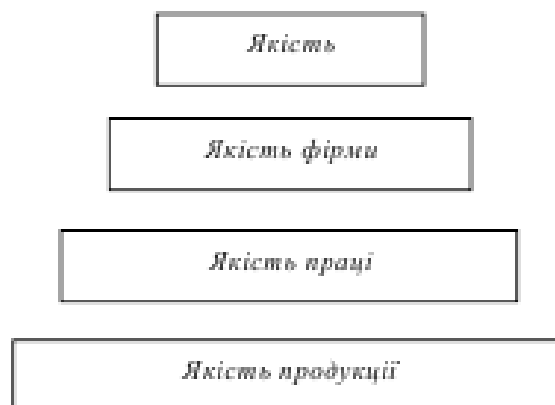 Якість
Якість фірми
Якість праці
Якість продукції